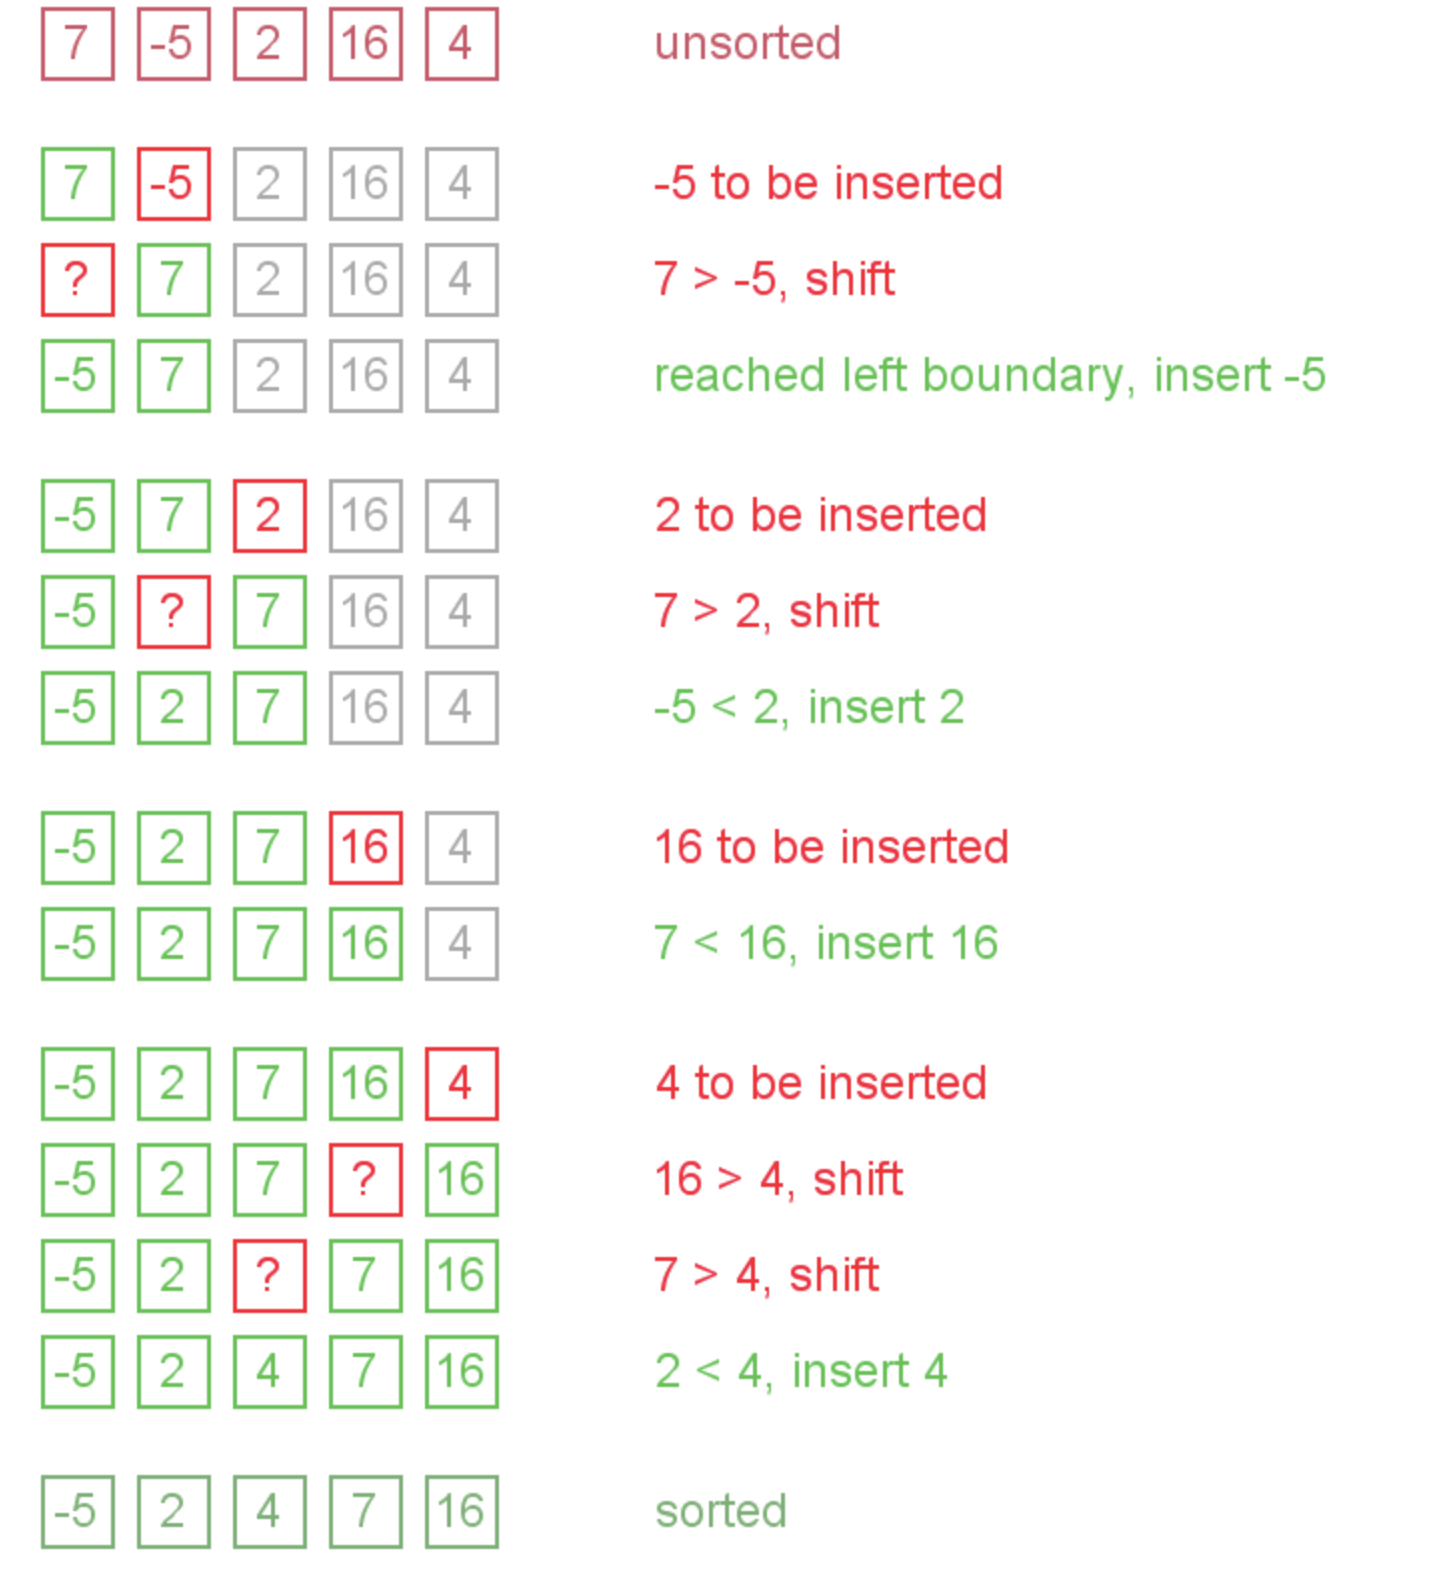 7 -5 2 16 4 unsorted
7 -5 2 16 4 -5 to be inserted
? 7 2 16 4 7 > -5, shift
-5 7 2 16 4 reached left boundary, insert -5
-5 7 2 16 4 2 to be inserted
-5 ? 7 16 4 7 > 2, shift
-5 2 7 16 4 -5 < 2, insert 2
-5 2 7 16 4 16 to be inserted
-5 2 7 16 4 7 < 16, insert 16
-5 2 7 16 4 4 to be inserted
-5 2 7 ? 16 16 > 4, shift
-5 2 ? 7 16 7 > 4, shift
-5 2 4 7 16 2 < 4, insert 4
-5 2 4 7 16 sorted